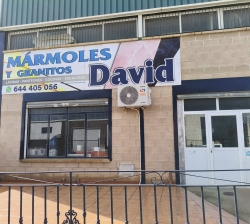 MÁRMOLES
Y GRANITOS
David
644 405 056